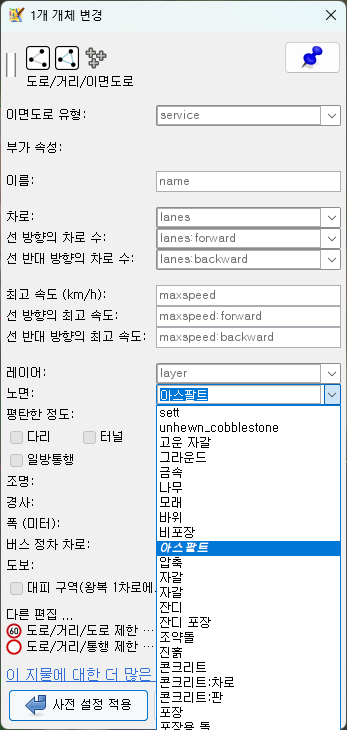 1개 개체 변경
도로/거리/이면도로
이면도로 유형: service
부가 속성:
이름: name
차로: lanes
선 방향의 차로 수: lanes:forward
선 반대 방향의 차로 수: lanes:backward
최고 속도 (km/h): maxspeed
선 방향의 최고 속도: maxspeed:forward
선 반대 방향의 최고 속도: maxspeed:backward
레이어: layer
노면: 아스팔트
평탄한 정도:
다리 터널
일방통행
조명:
경사:
폭 (미터):
버스 정차 차로:
도보:
대피 구역(왕복 1차로에
다른 편집 ...
60 도로/거리/도로 제한 ...
도로/거리/통행 제한 ...
이 지물에 대한 더 많은
사전 설정 적용
sett
unhewn_cobblestone
고운 자갈
그라운드
금속
나무
모래
바위
비포장
아스팔트
압축
자갈
자갈
잔디
잔디 포장
조약돌
진흙
콘크리트
콘크리트:차로
콘크리트:판
포장
포장용 돌